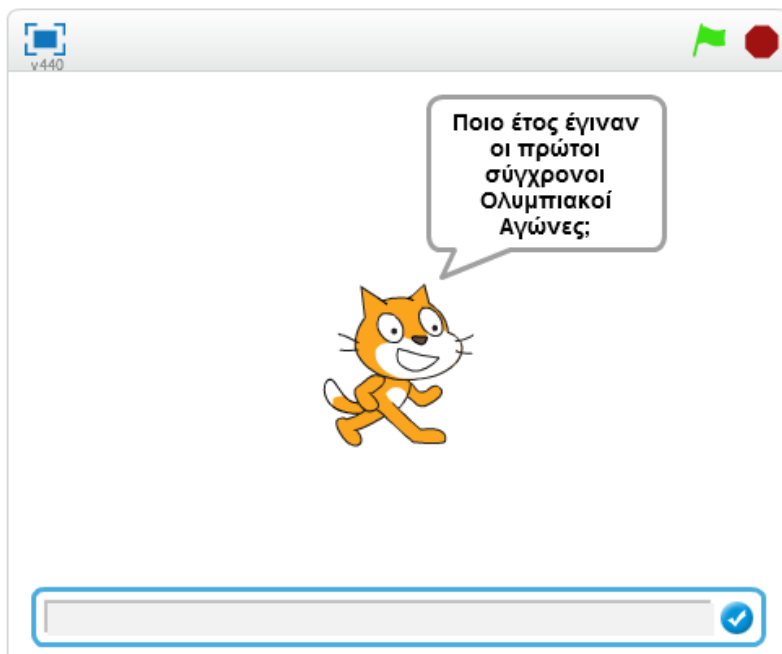 v440
Ποιο έτος έγιναν
οι πρώτοι
σύγχρονοι
Ολυμπιακοί
Αγώνες;